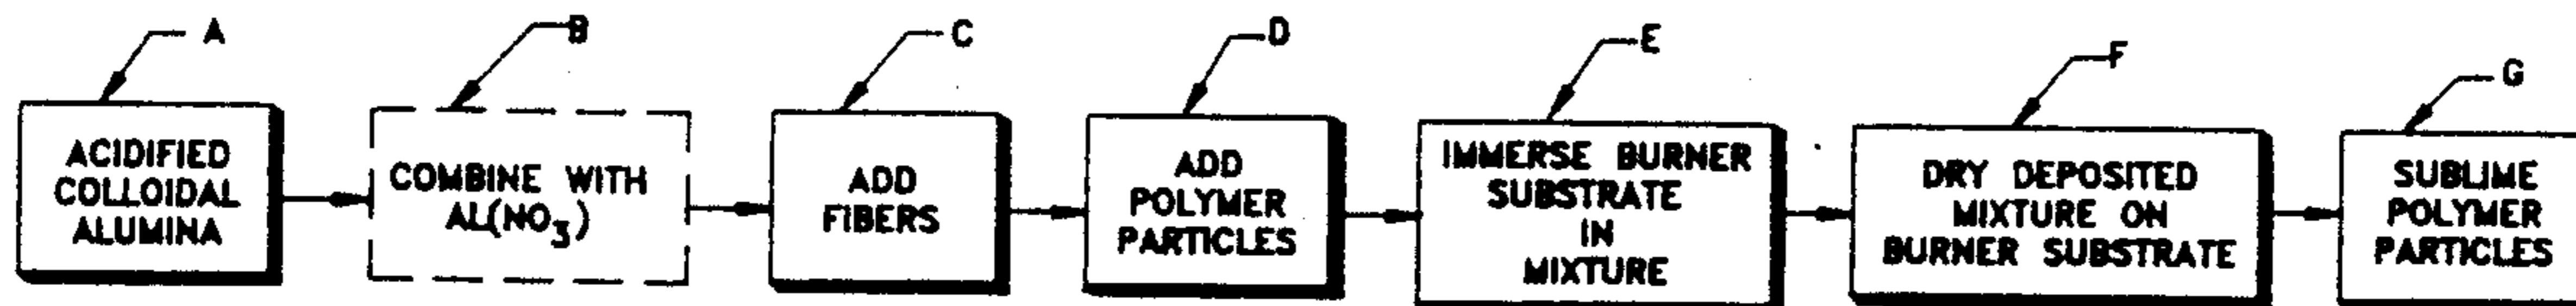 A
B
C
D
E
F
G
ACIDIFIED
COLLOIDAL
ALUMINA
COMBINE WITH
AL(NO3)
ADD
FIBERS
ADD
POLYMER
PARTICLES
IMMERSE BURNER
SUBSTRATE
IN
MIXTURE
DRY DEPOSITED
MIXTURE ON
BURNER SUBSTRATE
SUBLIME
POLYMER
PARTICLES